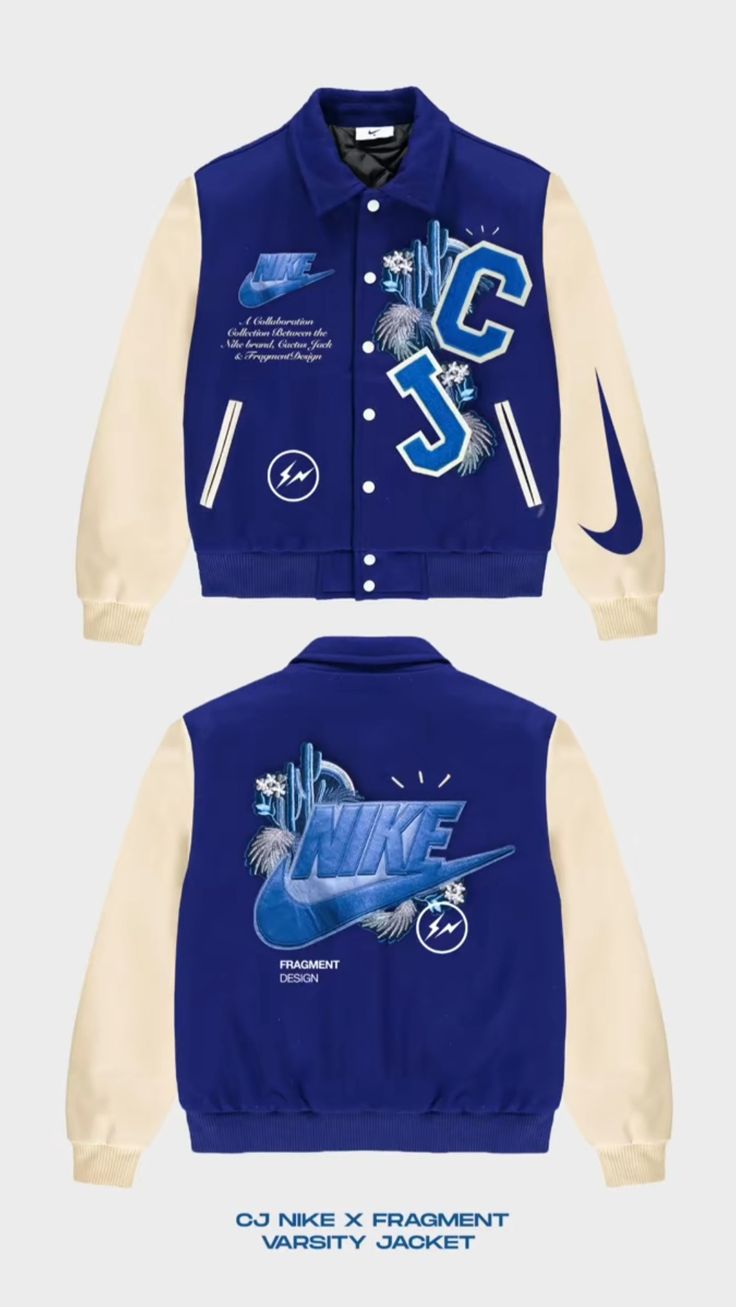 NIKE
A Collaboration
Collection Between the
Nike brand, Cactus Jack
& FragmentDesign
C
J
NIKE
FRAGMENT
DESIGN
CJ NIKE X FRAGMENT
VARSITY JACKET